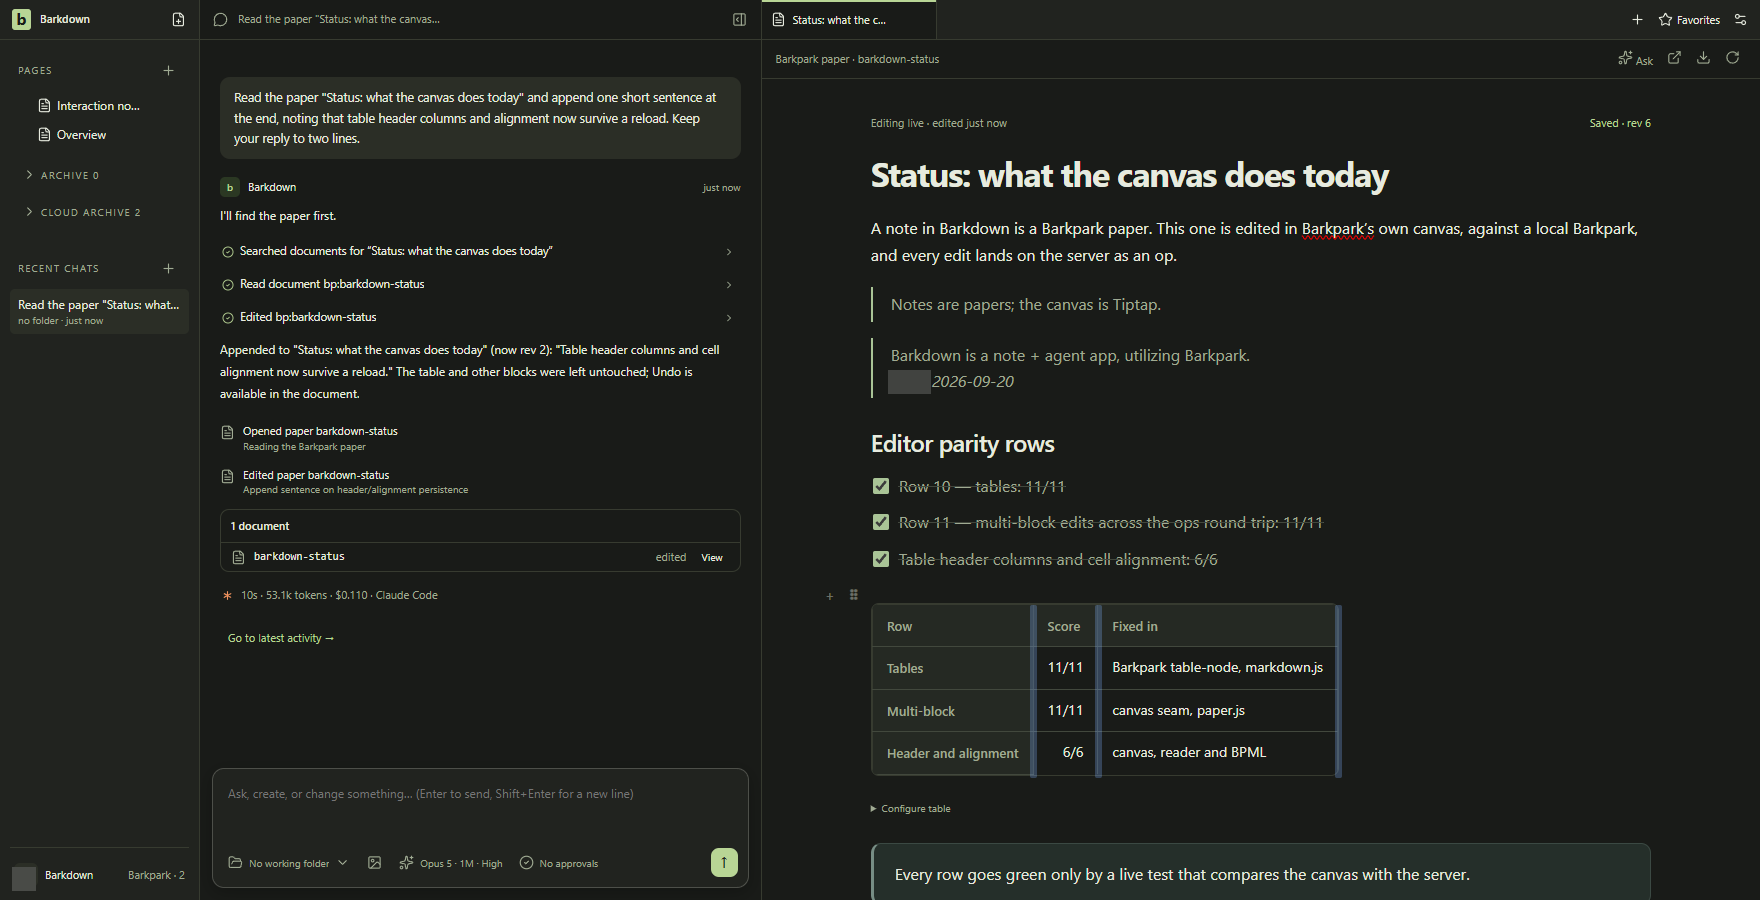 b Barkdown
PAGES
Interaction no...
Overview
ARCHIVE 0
CLOUD ARCHIVE 2
RECENT CHATS
Read the paper "Status: what...
no folder · just now
Barkdown
Barkpark · 2
Read the paper "Status: what the canvas...
Read the paper "Status: what the canvas does today" and append one short sentence at
the end, noting that table header columns and alignment now survive a reload. Keep
your reply to two lines.
b Barkdown
just now
I'll find the paper first.
Searched documents for “Status: what the canvas does today”
Read document bp:barkdown-status
Edited bp:barkdown-status
Appended to "Status: what the canvas does today" (now rev 2): "Table header columns and cell
alignment now survive a reload." The table and other blocks were left untouched; Undo is
available in the document.
Opened paper barkdown-status
Reading the Barkpark paper
Edited paper barkdown-status
Append sentence on header/alignment persistence
1 document
barkdown-status edited View
10s · 53.1k tokens · $0.110 · Claude Code
Go to latest activity →
Ask, create, or change something... (Enter to send, Shift+Enter for a new line)
No working folder Opus 5 · 1M · High No approvals
Status: what the c...
Favorites
Barkpark paper · barkdown-status
Ask
Editing live · edited just now
Saved · rev 6
Status: what the canvas does today
A note in Barkdown is a Barkpark paper. This one is edited in Barkpark’s own canvas, against a local Barkpark,
and every edit lands on the server as an op.
Notes are papers; the canvas is Tiptap.
Barkdown is a note + agent app, utilizing Barkpark.
2026-09-20
Editor parity rows
Row 10 — tables: 11/11
Row 11 — multi-block edits across the ops round trip: 11/11
Table header columns and cell alignment: 6/6
Row Score Fixed in
Tables 11/11 Barkpark table-node, markdown.js
Multi-block 11/11 canvas seam, paper.js
Header and alignment 6/6 canvas, reader and BPML
Configure table
Every row goes green only by a live test that compares the canvas with the server.